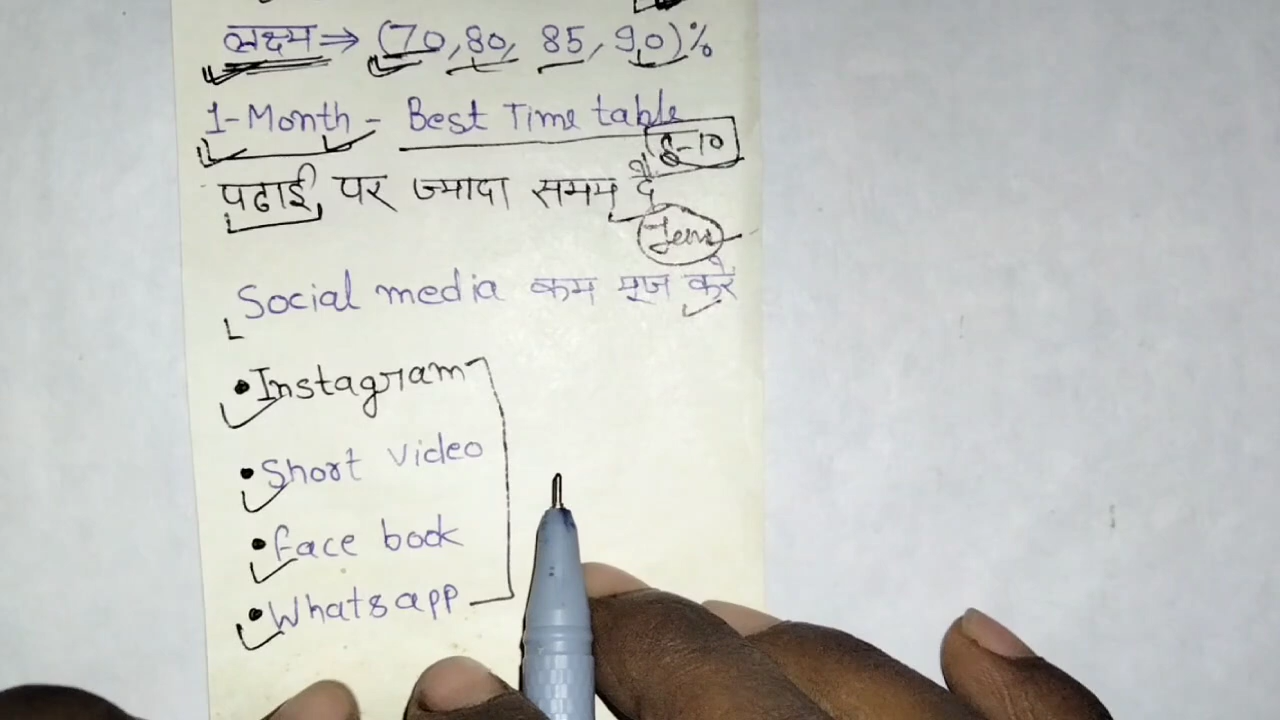 लक्ष्य ⇒ (70, 80, 85, 90)%
1-Month - Best Time table
पढाई पर ज्यादा समय दें
Social media कम यूज करें
• Instagram
• Short video
• Face book
• Whatsapp